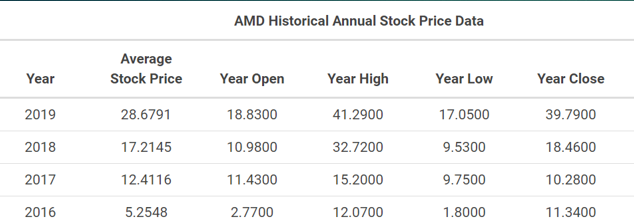 AMD Historical Annual Stock Price Data
Year Average Stock Price Year Open Year High Year Low Year Close
2019 28.6791 18.8300 41.2900 17.0500 39.7900
2018 17.2145 10.9800 32.7200 9.5300 18.4600
2017 12.4116 11.4300 15.2000 9.7500 10.2800
2016 5.2548 2.7700 12.0700 1.8000 11.3400